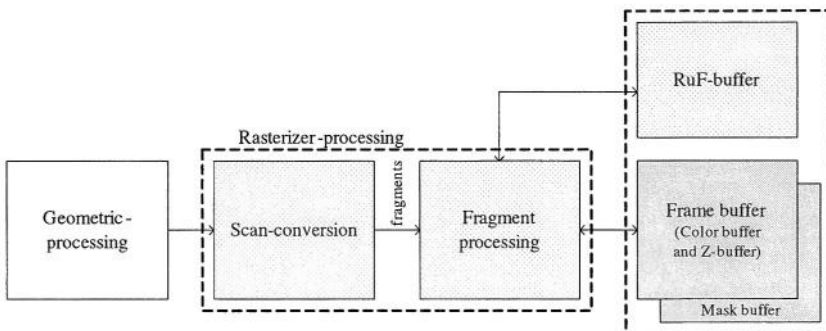 RuF-buffer
Rasterizer-processing
Geometric-
processing
Scan-conversion
fragments
Fragment
processing
Frame buffer
(Color buffer
and Z-buffer)
Mask buffer